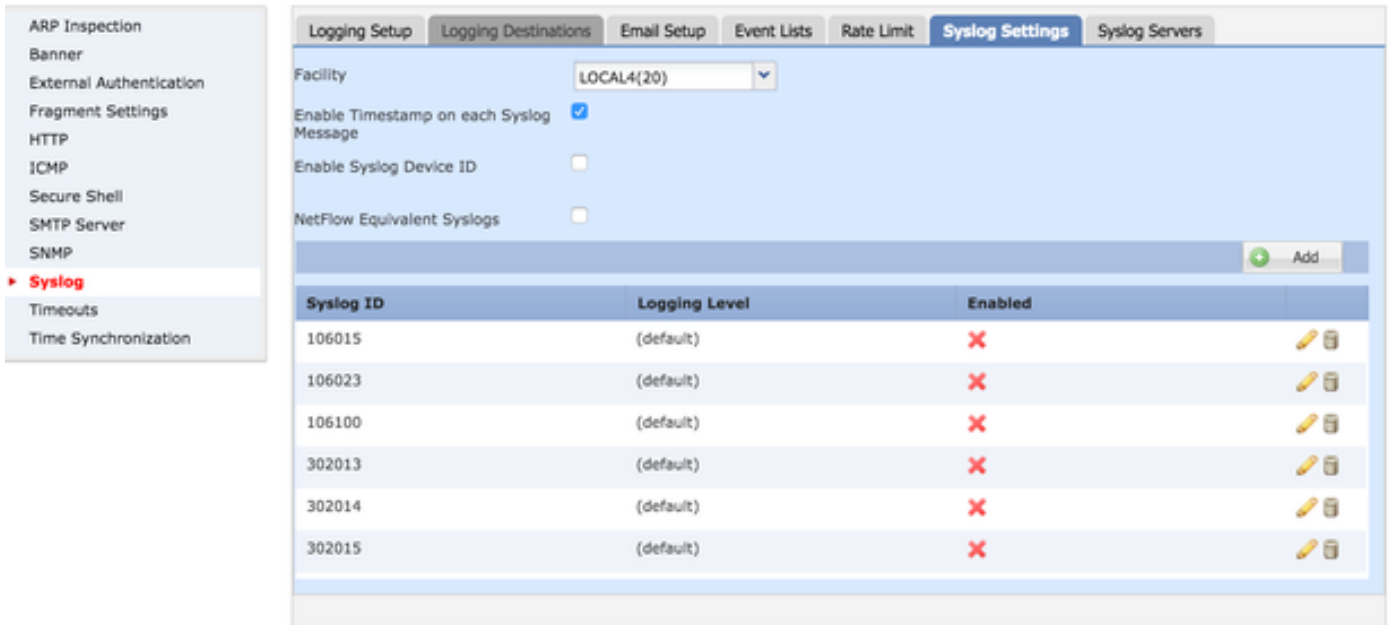 ARP Inspection
Banner
External Authentication
Fragment Settings
HTTP
ICMP
Secure Shell
SMTP Server
SNMP
Syslog
Timeouts
Time Synchronization
Logging Setup Logging Destinations Email Setup Event Lists Rate Limit Syslog Settings Syslog Servers
Facility LOCAL4(20)
Enable Timestamp on each Syslog
Message
Enable Syslog Device ID
NetFlow Equivalent Syslogs
Add
Syslog ID Logging Level Enabled
106015 (default)
106023 (default)
106100 (default)
302013 (default)
302014 (default)
302015 (default)